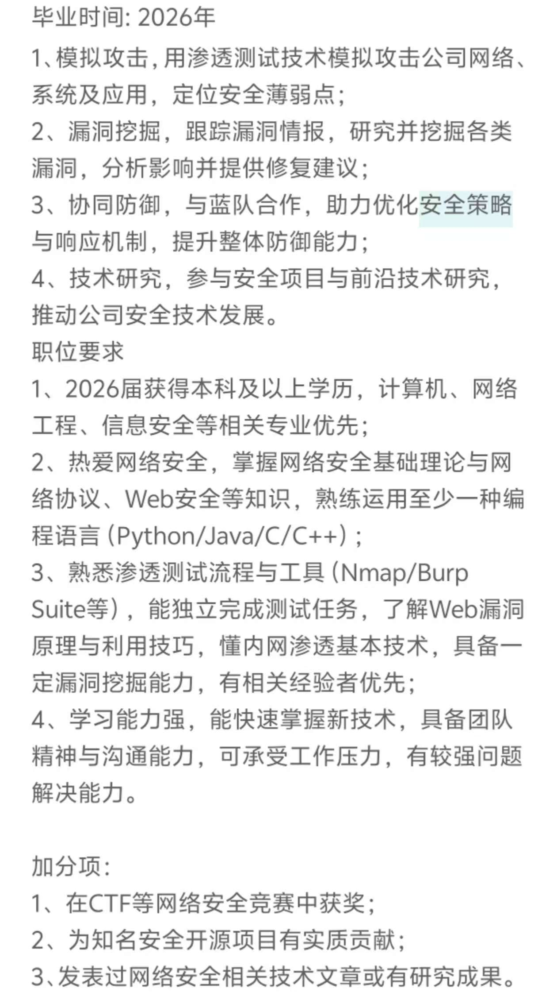 毕业时间: 2026年
1、模拟攻击, 用渗透测试技术模拟攻击公司网络、
系统及应用，定位安全薄弱点；
2、漏洞挖掘，跟踪漏洞情报，研究并挖掘各类
漏洞，分析影响并提供修复建议；
3、协同防御，与蓝队合作，助力优化安全策略
与响应机制，提升整体防御能力；
4、技术研究，参与安全项目与前沿技术研究，
推动公司安全技术发展。
职位要求
1、2026届获得本科及以上学历，计算机、网络
工程、信息安全等相关专业优先；
2、热爱网络安全，掌握网络安全基础理论与网
络协议、Web安全等知识，熟练运用至少一种编
程语言（Python/Java/C/C++）；
3、熟悉渗透测试流程与工具（Nmap/Burp
Suite等），能独立完成测试任务，了解Web漏洞
原理与利用技巧，懂内网渗透基本技术，具备一
定漏洞挖掘能力，有相关经验者优先；
4、学习能力强，能快速掌握新技术，具备团队
精神与沟通能力，可承受工作压力，有较强问题
解决能力。
加分项：
1、在CTF等网络安全竞赛中获奖；
2、为知名安全开源项目有实质贡献；
3、发表过网络安全相关技术文章或有研究成果。